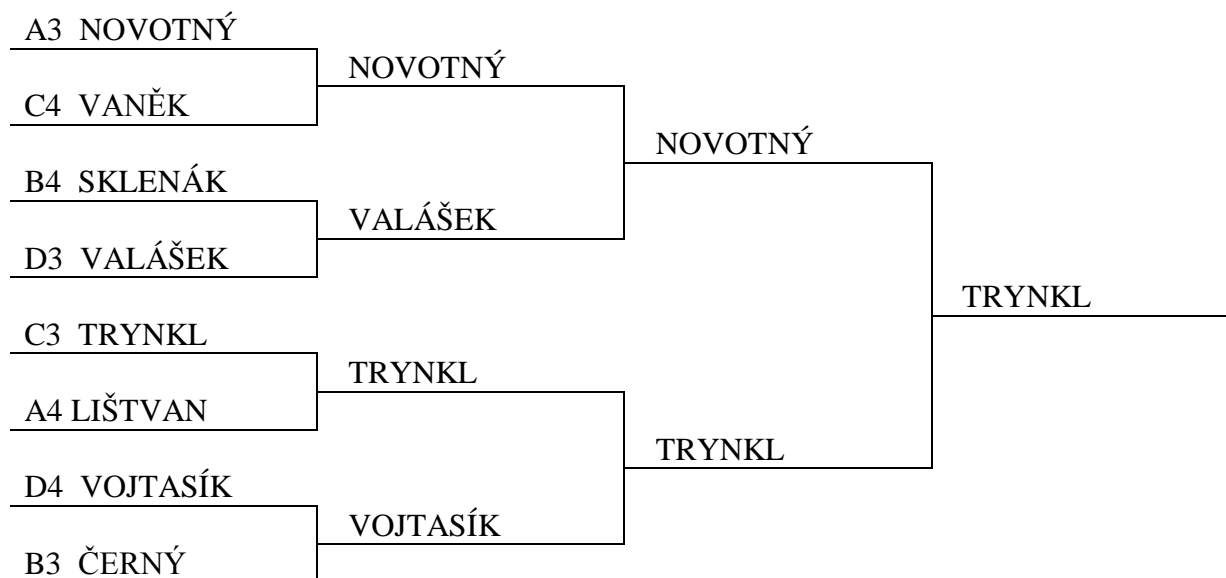 A3 NOVOTNÝ
C4 VANĚK
B4 SKLENÁK
D3 VALÁŠEK
C3 TRYNKL
A4 LIŠTVAN
D4 VOJTASÍK
B3 ČERNÝ
NOVOTNÝ
VALÁŠEK
TRYNKL
VOJTASÍK
NOVOTNÝ
TRYNKL
TRYNKL